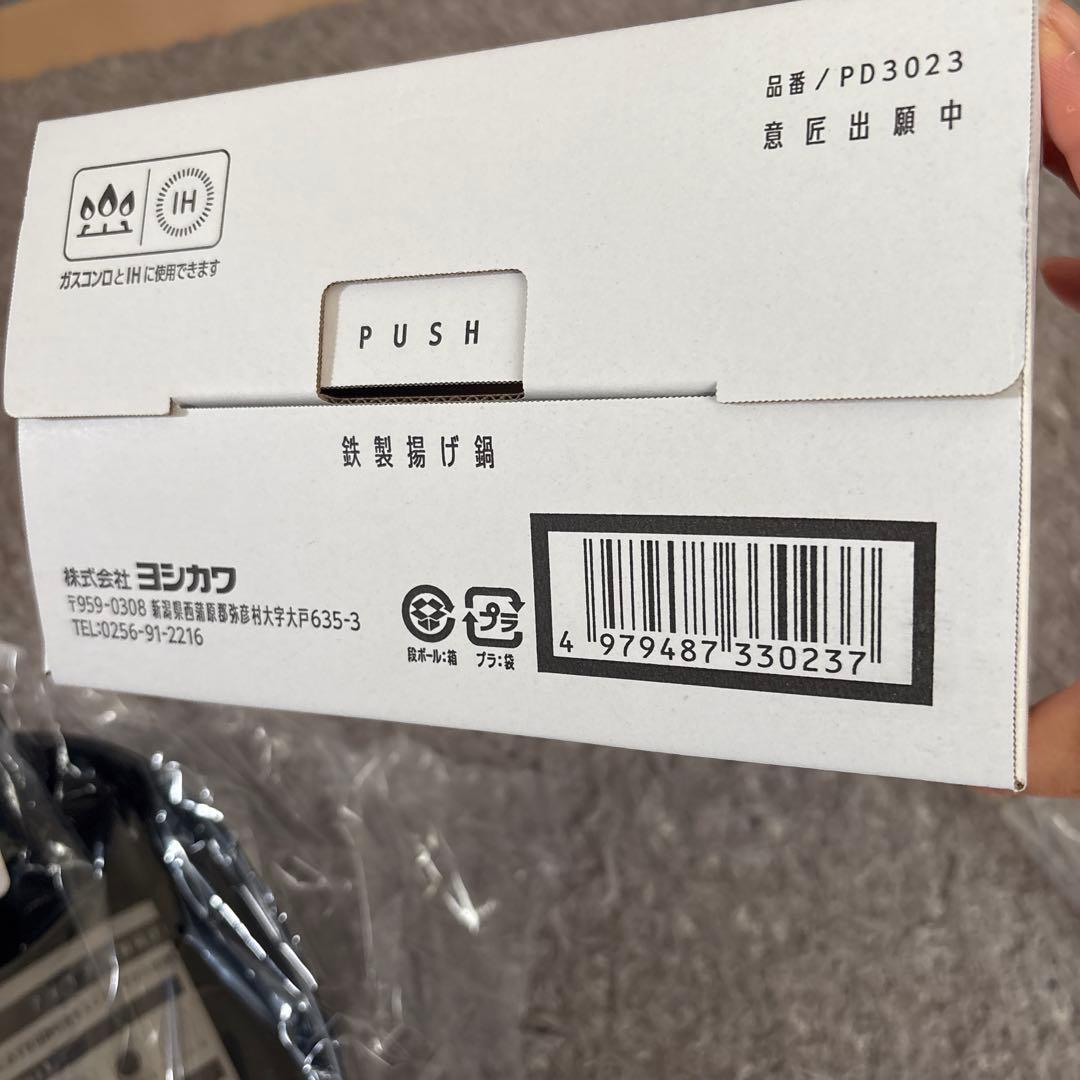 品番/PD3023
意匠出願中
IH
ガスコンロとIHに使用できます
PUSH
鉄製揚げ鍋
株式会社 ヨシカワ
〒959-0308 新潟県西蒲原郡弥彦村大字大戸635-3
TEL:0256-91-2216
プラ
段ボール:箱
プラ:袋
4 979487 330237